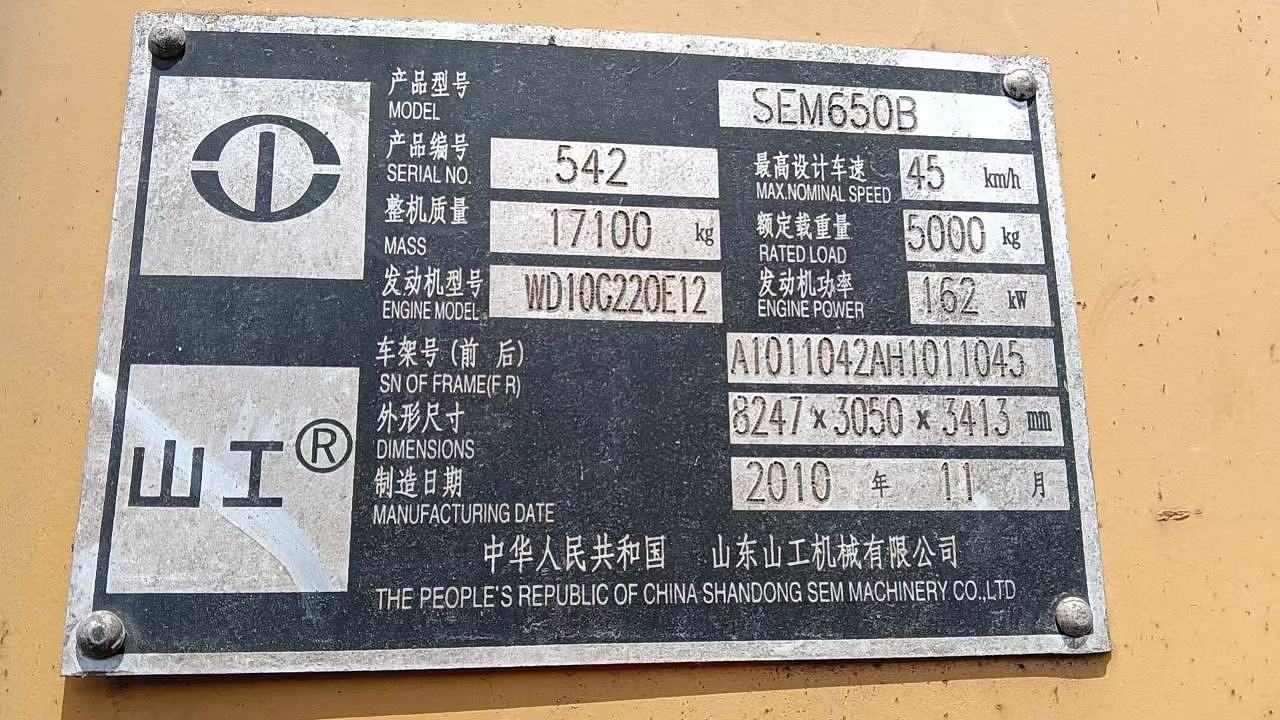 产品型号 SEM650B
MODEL
产品编号 542 最高设计车速 45 km/h
SERIAL NO. MAX.NOMINAL SPEED
整机质量 17100 kg 额定载重量 5000 kg
MASS RATED LOAD
发动机型号 WD10G220E12 发动机功率 162 kW
ENGINE MODEL ENGINE POWER
车架号(前 后) A1011042AH1011045
SN OF FRAME(F R)
外形尺寸 8247×3050×3413 mm
DIMENSIONS
制造日期 2010 年 11 月
MANUFACTURING DATE
山工®
中华人民共和国 山东山工机械有限公司
THE PEOPLE'S REPUBLIC OF CHINA SHANDONG SEM MACHINERY CO.,LTD